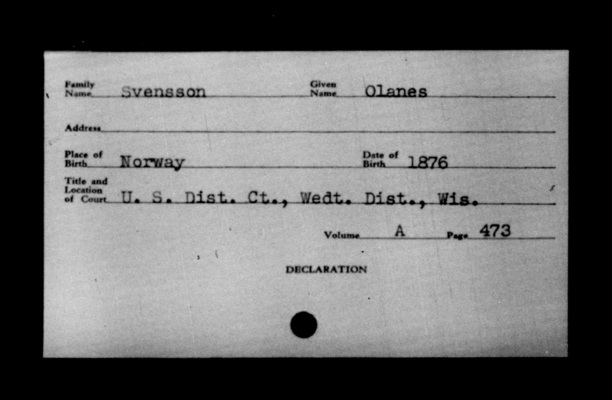 Family Name Svensson Given Name Olanes
Address
Place of Birth Norway Date of Birth 1876
Title and Location of Court U. S. Dist. Ct., Wedt. Dist., Wis.
Volume A Page 473
DECLARATION